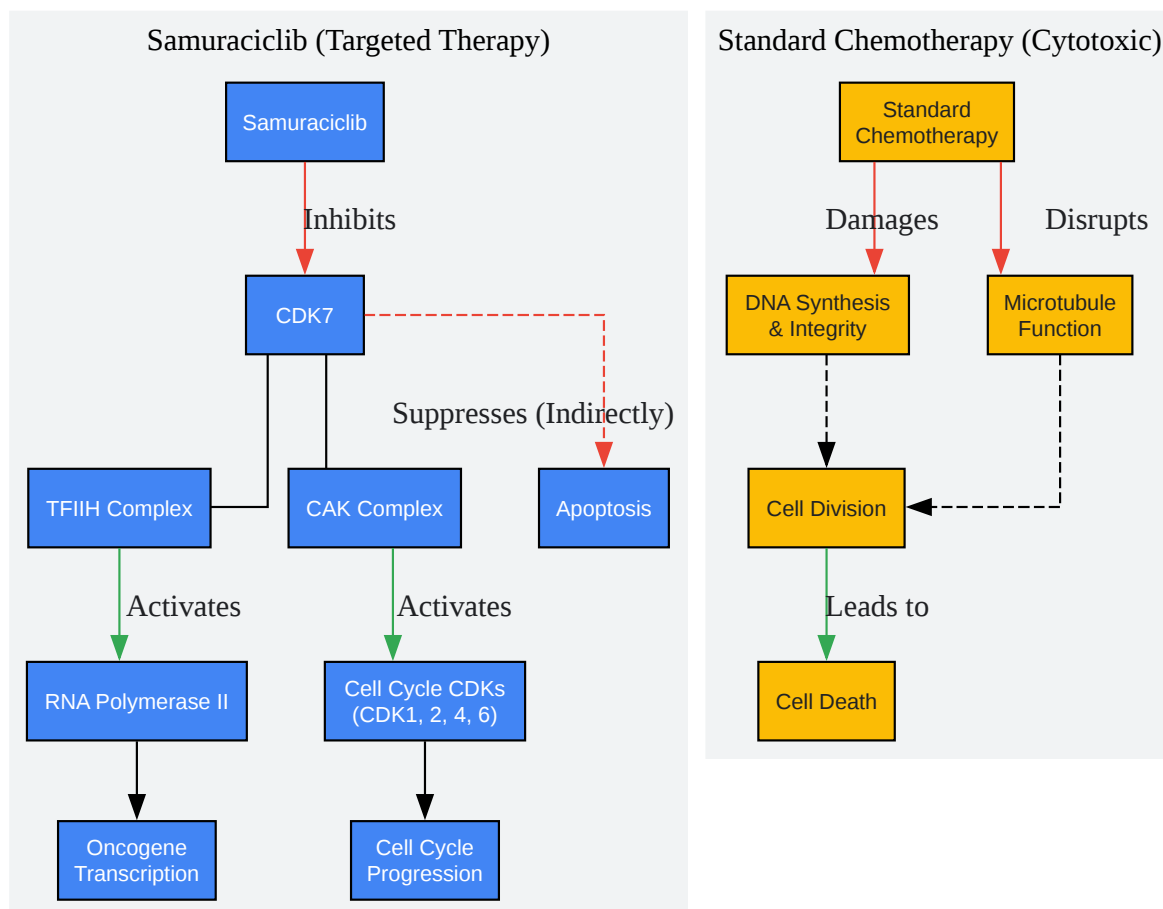 Samuraciclib (Targeted Therapy)
Samuraciclib
Inhibits
CDK7
Suppresses (Indirectly)
TFIIH Complex
CAK Complex
Apoptosis
Activates
Activates
RNA Polymerase II
Cell Cycle CDKs
(CDK1, 2, 4, 6)
Oncogene
Transcription
Cell Cycle
Progression
Standard Chemotherapy (Cytotoxic)
Standard
Chemotherapy
Damages
Disrupts
DNA Synthesis
& Integrity
Microtubule
Function
Cell Division
Leads to
Cell Death